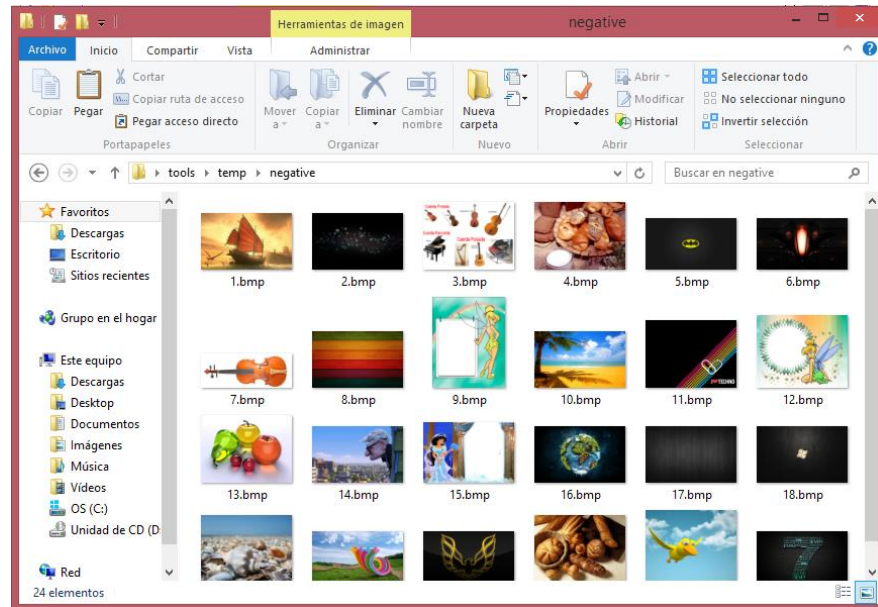 Herramientas de imagen
negative
Archivo
Inicio
Compartir
Vista
Administrar
Copiar
Pegar
Cortar
Copiar ruta de acceso
Pegar acceso directo
Portapapeles
Mover
a
Copiar
a
Eliminar
Cambiar
nombre
Organizar
Nueva
carpeta
Nuevo
Propiedades
Abrir
Modificar
Historial
Abrir
Seleccionar todo
No seleccionar ninguno
Invertir selección
Seleccionar
tools
temp
negative
Buscar en negative
Favoritos
Descargas
Escritorio
Sitios recientes
Grupo en el hogar
Este equipo
Descargas
Desktop
Documentos
Imágenes
Música
Vídeos
OS (C:)
Unidad de CD (D:
Red
1.bmp
2.bmp
3.bmp
4.bmp
5.bmp
6.bmp
7.bmp
8.bmp
9.bmp
10.bmp
11.bmp
12.bmp
13.bmp
14.bmp
15.bmp
16.bmp
17.bmp
18.bmp
24 elementos